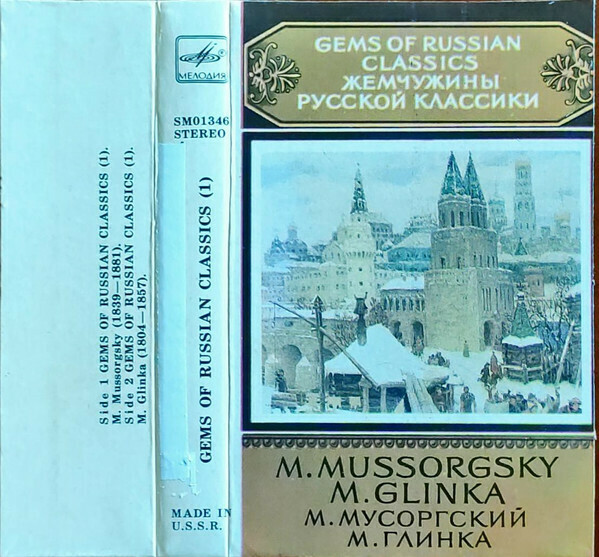 Side 1 GEMS OF RUSSIAN CLASSICS (1).
M. Mussorgsky (1839—1881).
Side 2 GEMS OF RUSSIAN CLASSICS (1).
M. Glinka (1804—1857).
МЕЛОДИЯ
SM01346
STEREO
GEMS OF RUSSIAN CLASSICS (1)
MADE IN
U.S.S.R.
GEMS OF RUSSIAN
CLASSICS
ЖЕМЧУЖИНЫ
РУССКОЙ КЛАССИКИ
M.MUSSORGSKY
M.GLINKA
М.МУСОРГСКИЙ
М.ГЛИНКА